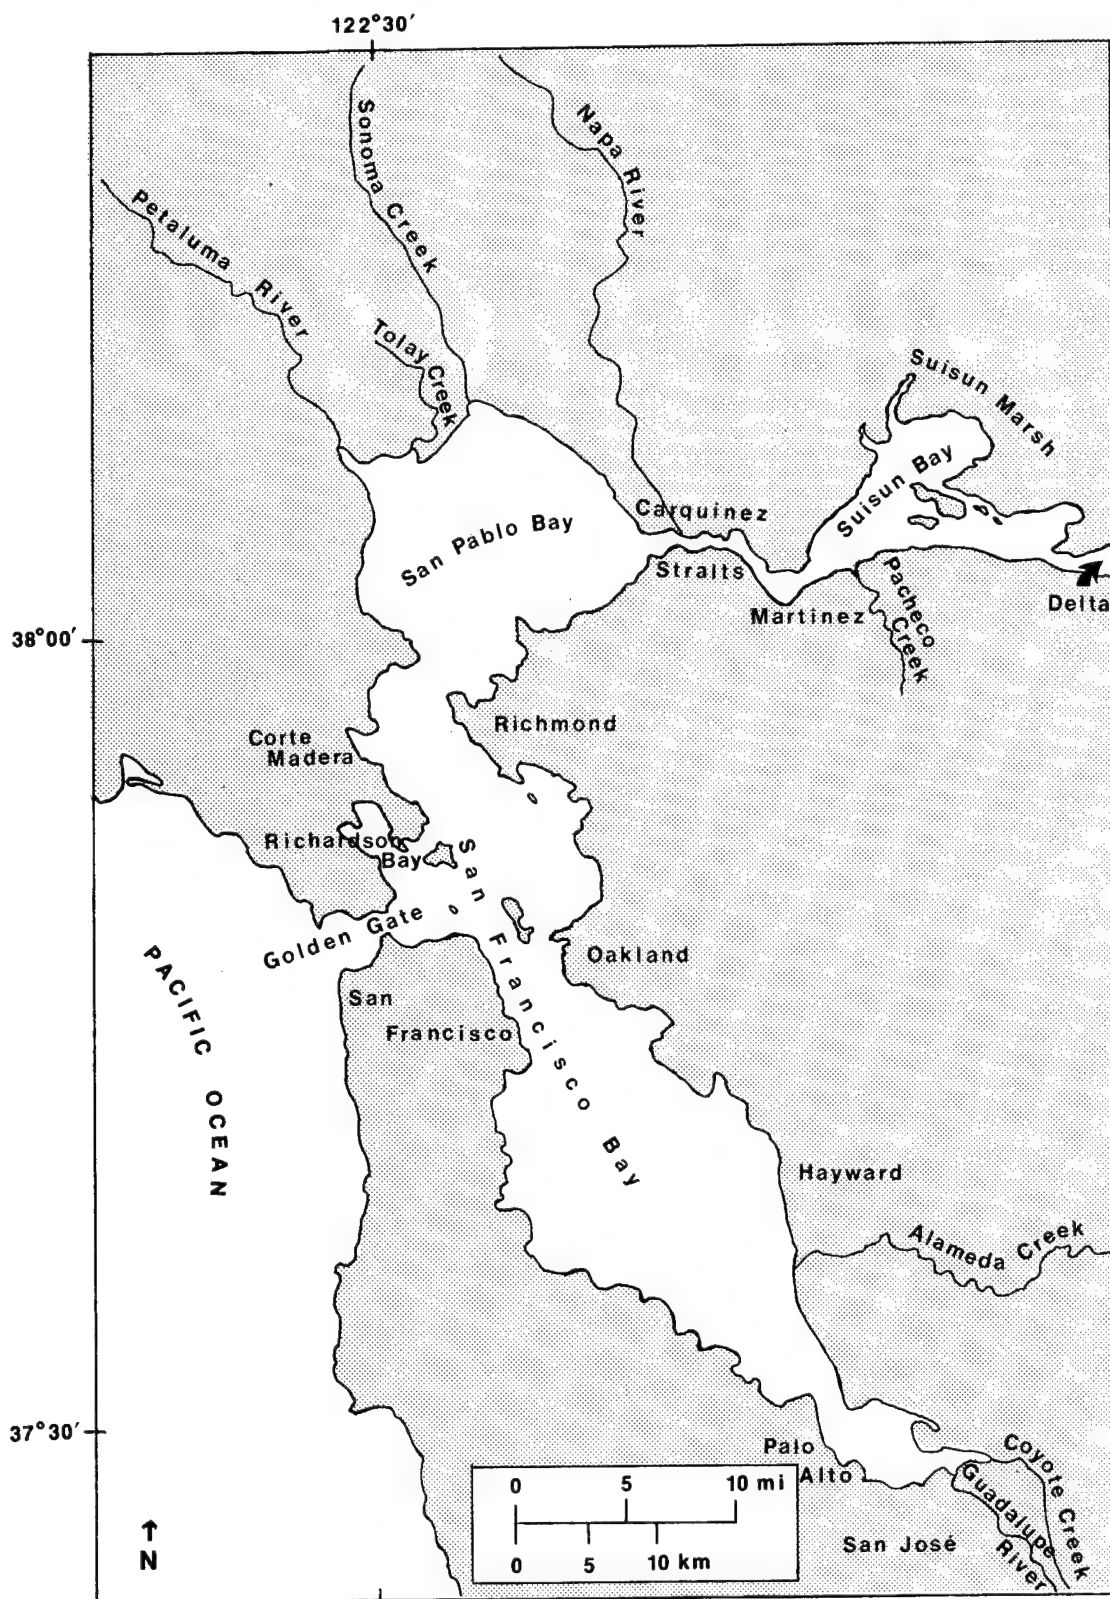 122°30′
Sonoma Creek
Napa River
Petaluma River
Tolay Creek
Suisun Marsh
Suisun Bay
Carquinez
San Pablo Bay
Straits
Pacheco
Creek
Martinez
Delta
38°00′
Richmond
Corte
Madera
Richardson
Bay
San Francisco Bay
Golden Gate
Oakland
PACIFIC OCEAN
San
Francisco
Hayward
Alameda Creek
37°30′
Palo
Alto
Coyote Creek
Guadalupe
River
San José
0 5 10 mi
0 5 10 km
N